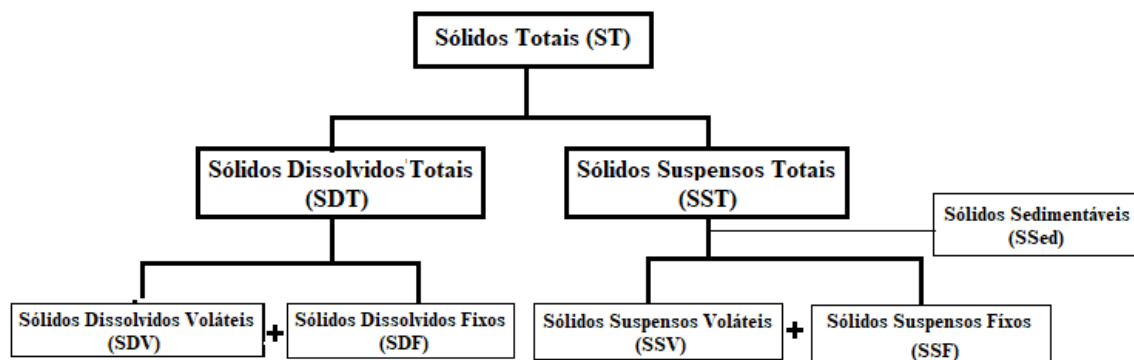 Sólidos Totais (ST)
Sólidos Dissolvidos Totais
(SDT)
Sólidos Suspensos Totais
(SST)
Sólidos Sedimentáveis
(SSed)
Sólidos Dissolvidos Voláteis
(SDV)
+
Sólidos Dissolvidos Fixos
(SDF)
Sólidos Suspensos Voláteis
(SSV)
+
Sólidos Suspensos Fíxos
(SSF)